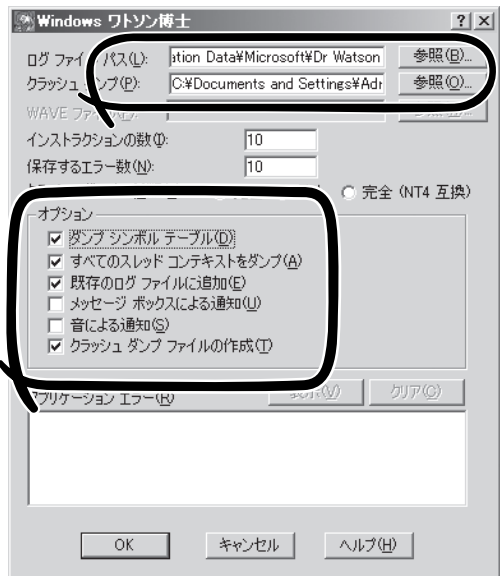 Windows ワトソン博士
ログ ファイル パス(L): ation Data¥Microsoft¥Dr Watson 参照(B)...
クラッシュ ダンプ(P): C:¥Documents and Settings¥Adr 参照(O)...
WAVE
インストラクションの数(I): 10
保存するエラー数(N): 10
完全 (NT4 互換)
オプション
ダンプ シンボル テーブル(D)
すべてのスレッド コンテキストをダンプ(A)
既存のログ ファイルに追加(E)
メッセージ ボックスによる通知(U)
音による通知(S)
クラッシュ ダンプ ファイルの作成(T)
アプリケーション エラー(R) 表示(V) クリア(C)
OK キャンセル ヘルプ(H)